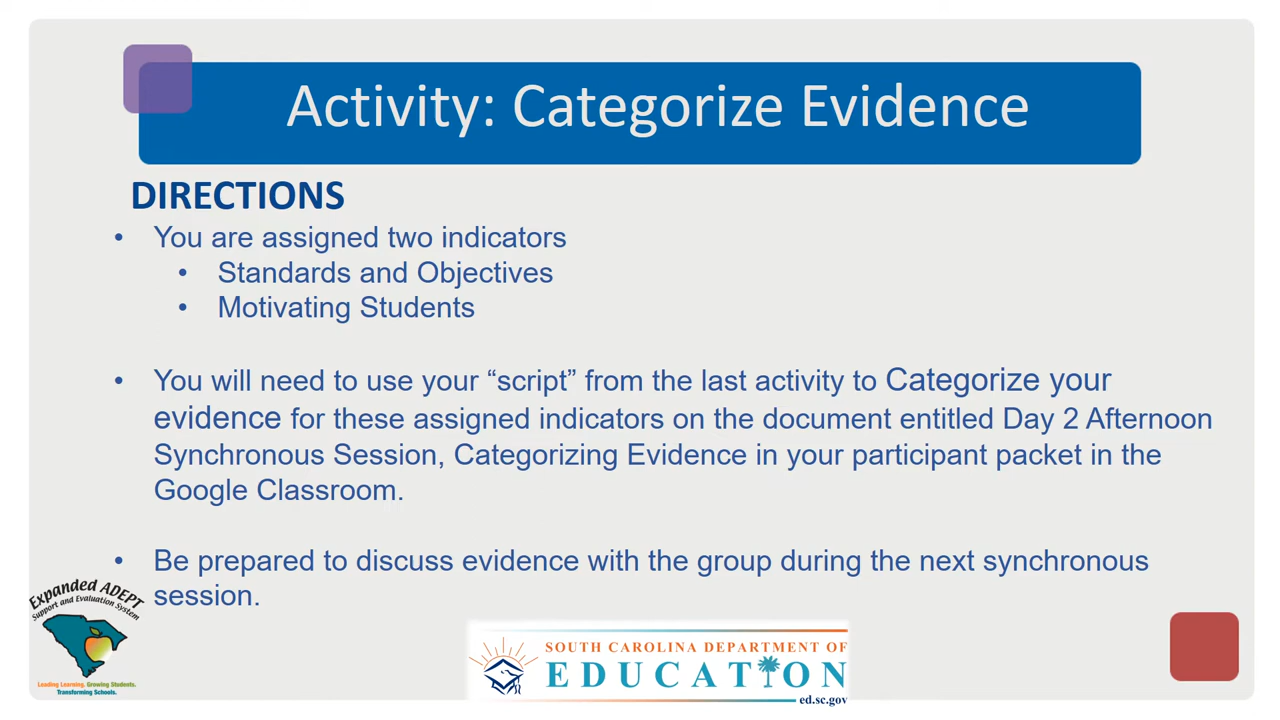 Activity: Categorize Evidence
DIRECTIONS
• You are assigned two indicators
• Standards and Objectives
• Motivating Students
• You will need to use your “script” from the last activity to Categorize your
evidence for these assigned indicators on the document entitled Day 2 Afternoon
Synchronous Session, Categorizing Evidence in your participant packet in the
Google Classroom.
• Be prepared to discuss evidence with the group during the next synchronous
session.
Expanded ADEPT
Support and Evaluation System
Leading Learning. Growing Students.
Transforming Schools.
SOUTH CAROLINA DEPARTMENT OF
EDUCATION
ed.sc.gov